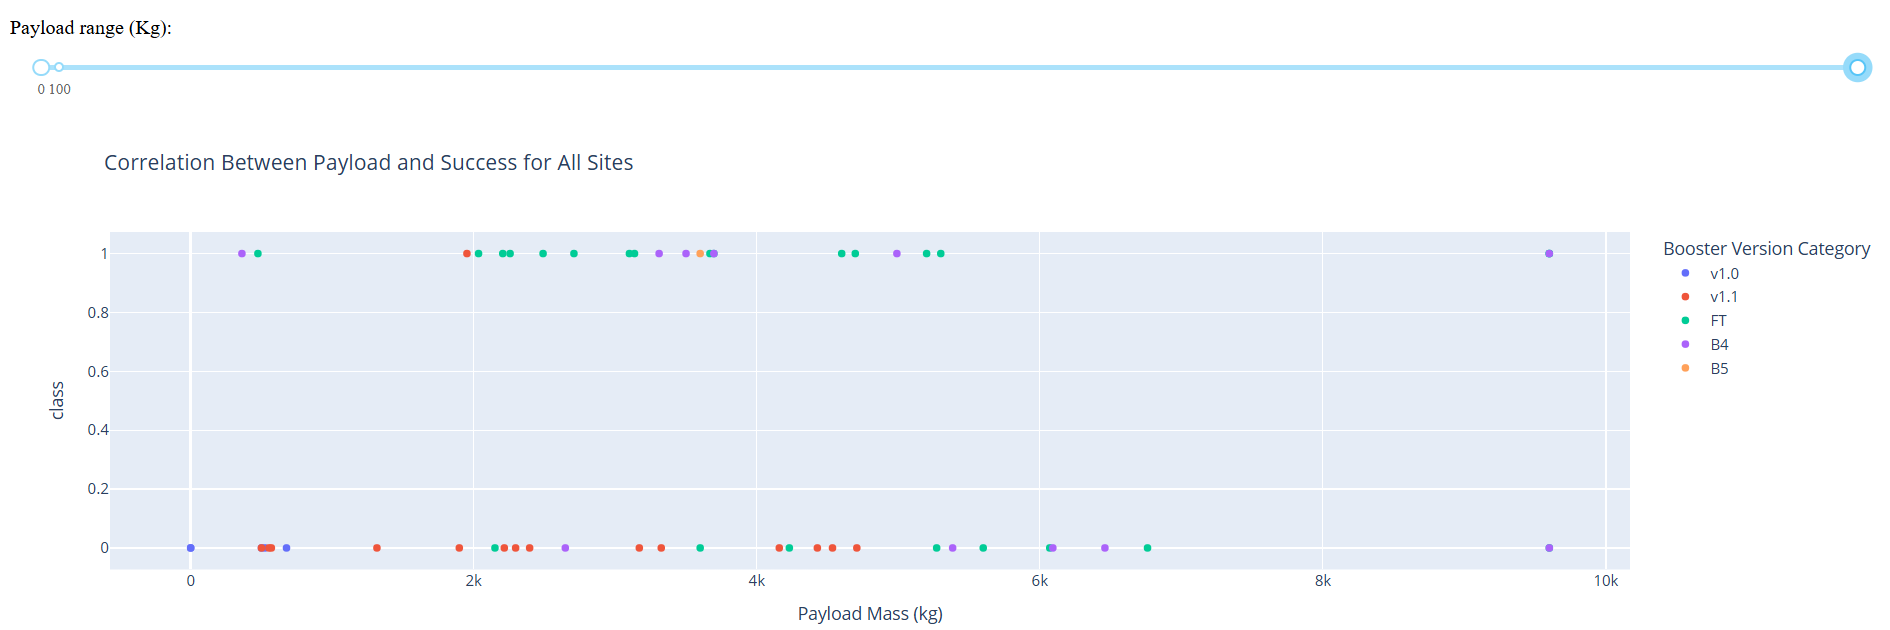 Payload range (Kg):
0 100
Correlation Between Payload and Success for All Sites
Booster Version Category
v1.0
v1.1
FT
B4
B5
1
0.8
0.6
0.4
0.2
0
class
0 2k 4k 6k 8k 10k
Payload Mass (kg)